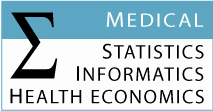 MEDICAL
Σ STATISTICS
INFORMATICS
HEALTH ECONOMICS